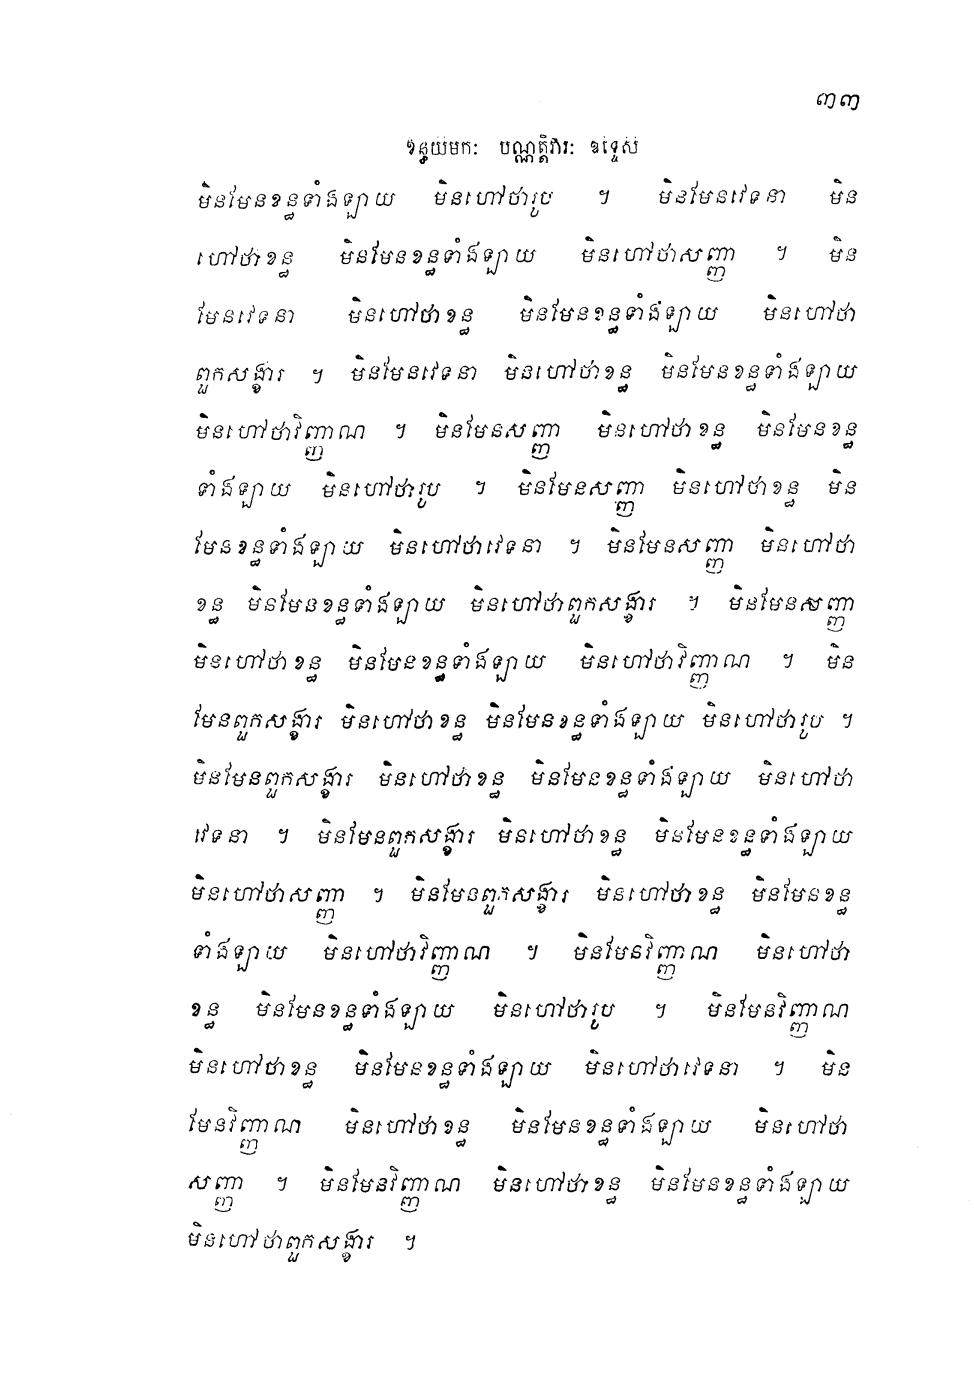 ៣៣
ខន្ធយមកៈ បណ្ណត្តិវារៈ ឧទ្ទេស
មិនមែនខន្ធទាំងឡាយ មិនហៅថារូប ។ មិនមែនវេទនា មិន
ហៅថាខន្ធ មិនមែនខន្ធទាំងឡាយ មិនហៅថាសញ្ញា ។ មិន
មែនវេទនា មិនហៅថាខន្ធ មិនមែនខន្ធទាំងឡាយ មិនហៅថា
ពួកសង្ខារ ។ មិនមែនវេទនា មិនហៅថាខន្ធ មិនមែនខន្ធទាំងឡាយ
មិនហៅថាវិញ្ញាណ ។ មិនមែនសញ្ញា មិនហៅថាខន្ធ មិនមែនខន្ធ
ទាំងឡាយ មិនហៅថារូប ។ មិនមែនសញ្ញា មិនហៅថាខន្ធ មិន
មែនខន្ធទាំងឡាយ មិនហៅថាវេទនា ។ មិនមែនសញ្ញា មិនហៅថា
ខន្ធ មិនមែនខន្ធទាំងឡាយ មិនហៅថាពួកសង្ខារ ។ មិនមែនសញ្ញា
មិនហៅថាខន្ធ មិនមែនខន្ធទាំងឡាយ មិនហៅថាវិញ្ញាណ ។ មិន
មែនពួកសង្ខារ មិនហៅថាខន្ធ មិនមែនខន្ធទាំងឡាយ មិនហៅថារូប ។
មិនមែនពួកសង្ខារ មិនហៅថាខន្ធ មិនមែនខន្ធទាំងឡាយ មិនហៅថា
វេទនា ។ មិនមែនពួកសង្ខារ មិនហៅថាខន្ធ មិនមែនខន្ធទាំងឡាយ
មិនហៅថាសញ្ញា ។ មិនមែនពួកសង្ខារ មិនហៅថាខន្ធ មិនមែនខន្ធ
ទាំងឡាយ មិនហៅថាវិញ្ញាណ ។ មិនមែនវិញ្ញាណ មិនហៅថា
ខន្ធ មិនមែនខន្ធទាំងឡាយ មិនហៅថារូប ។ មិនមែនវិញ្ញាណ
មិនហៅថាខន្ធ មិនមែនខន្ធទាំងឡាយ មិនហៅថាវេទនា ។ មិន
មែនវិញ្ញាណ មិនហៅថាខន្ធ មិនមែនខន្ធទាំងឡាយ មិនហៅថា
សញ្ញា ។ មិនមែនវិញ្ញាណ មិនហៅថាខន្ធ មិនមែនខន្ធទាំងឡាយ
មិនហៅថាពួកសង្ខារ ។